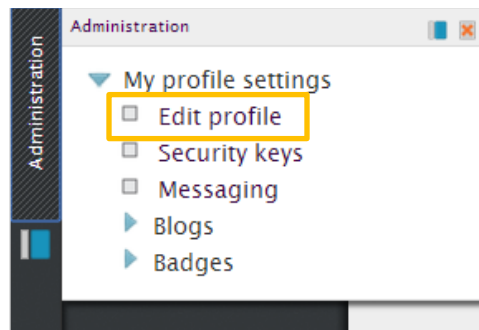 Administration
Administration
My profile settings
Edit profile
Security keys
Messaging
Blogs
Badges